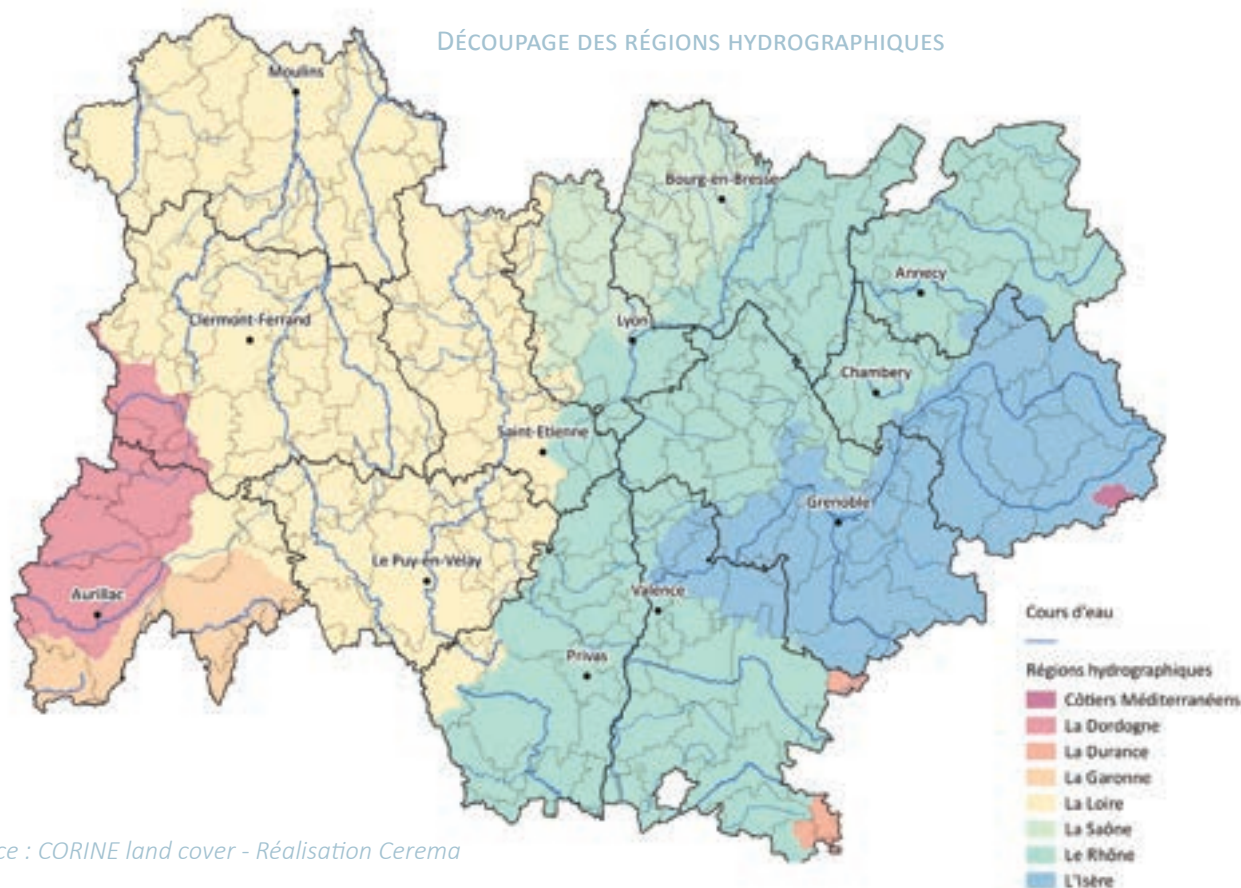 DÉCOUPAGE DES RÉGIONS HYDROGRAPHIQUES
Moulins
Bourg-en-Bresse
Annecy
Clermont-Ferrand
Lyon
Chambery
Saint-Etienne
Grenoble
Le Puy-en-Velay
Aurillac
Valence
Privas
Cours d'eau
Régions hydrographiques
Côtiers Méditerranéens
La Dordogne
La Durance
La Garonne
La Loire
La Saône
Le Rhône
L'Isère
ce : CORINE land cover - Réalisation Cerema